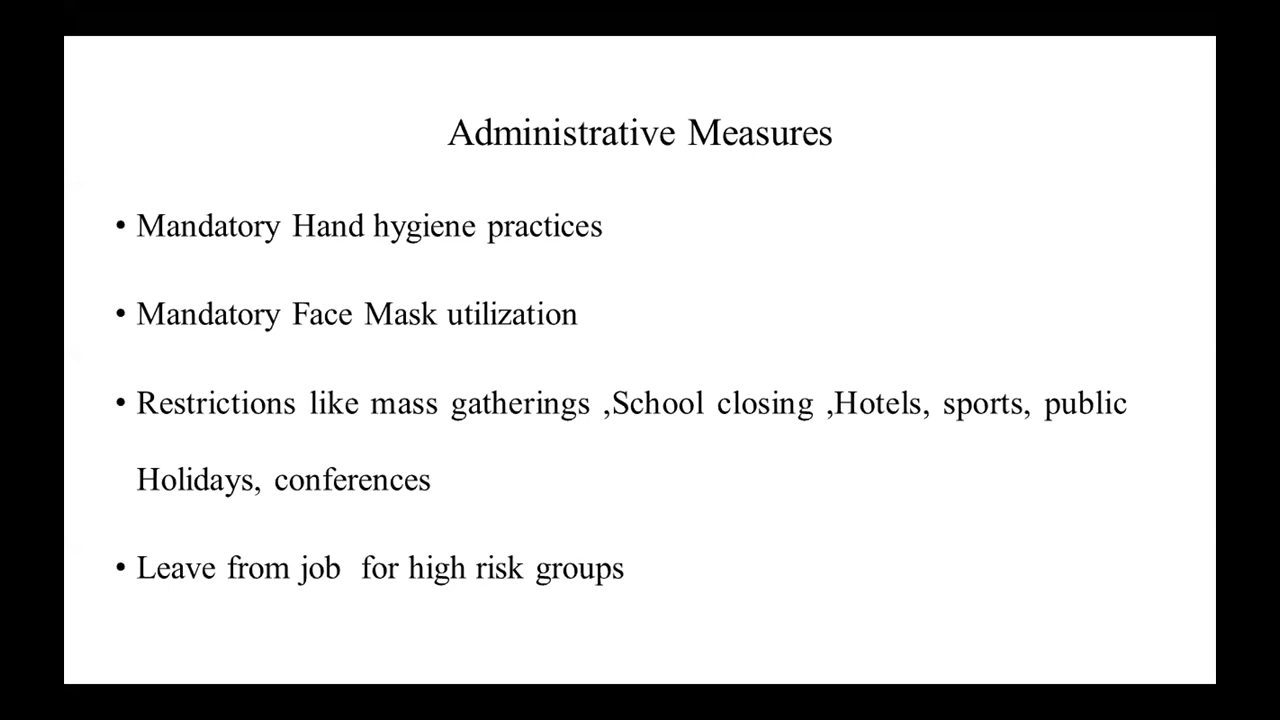 Administrative Measures
• Mandatory Hand hygiene practices
• Mandatory Face Mask utilization
• Restrictions like mass gatherings ,School closing ,Hotels, sports, public
Holidays, conferences
• Leave from job  for high risk groups